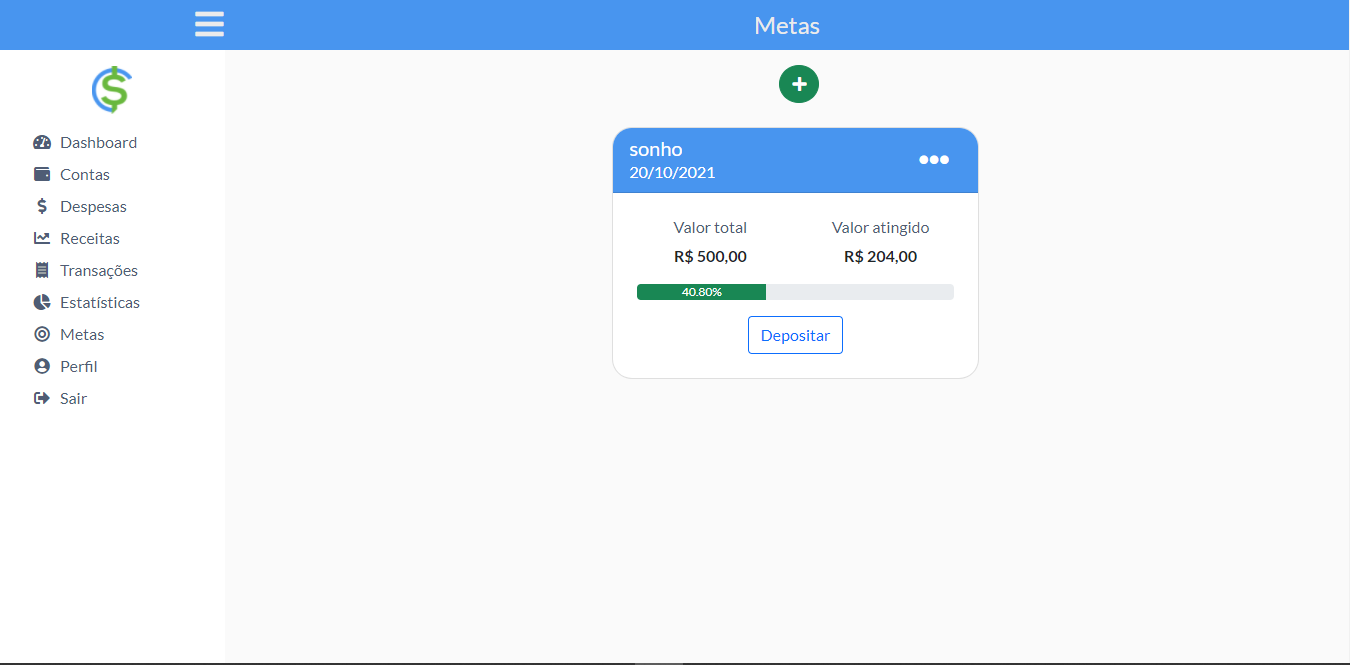 Metas
Dashboard
Contas
Despesas
Receitas
Transações
Estatísticas
Metas
Perfil
Sair
sonho
20/10/2021
Valor total Valor atingido
R$ 500,00 R$ 204,00
40.80%
Depositar